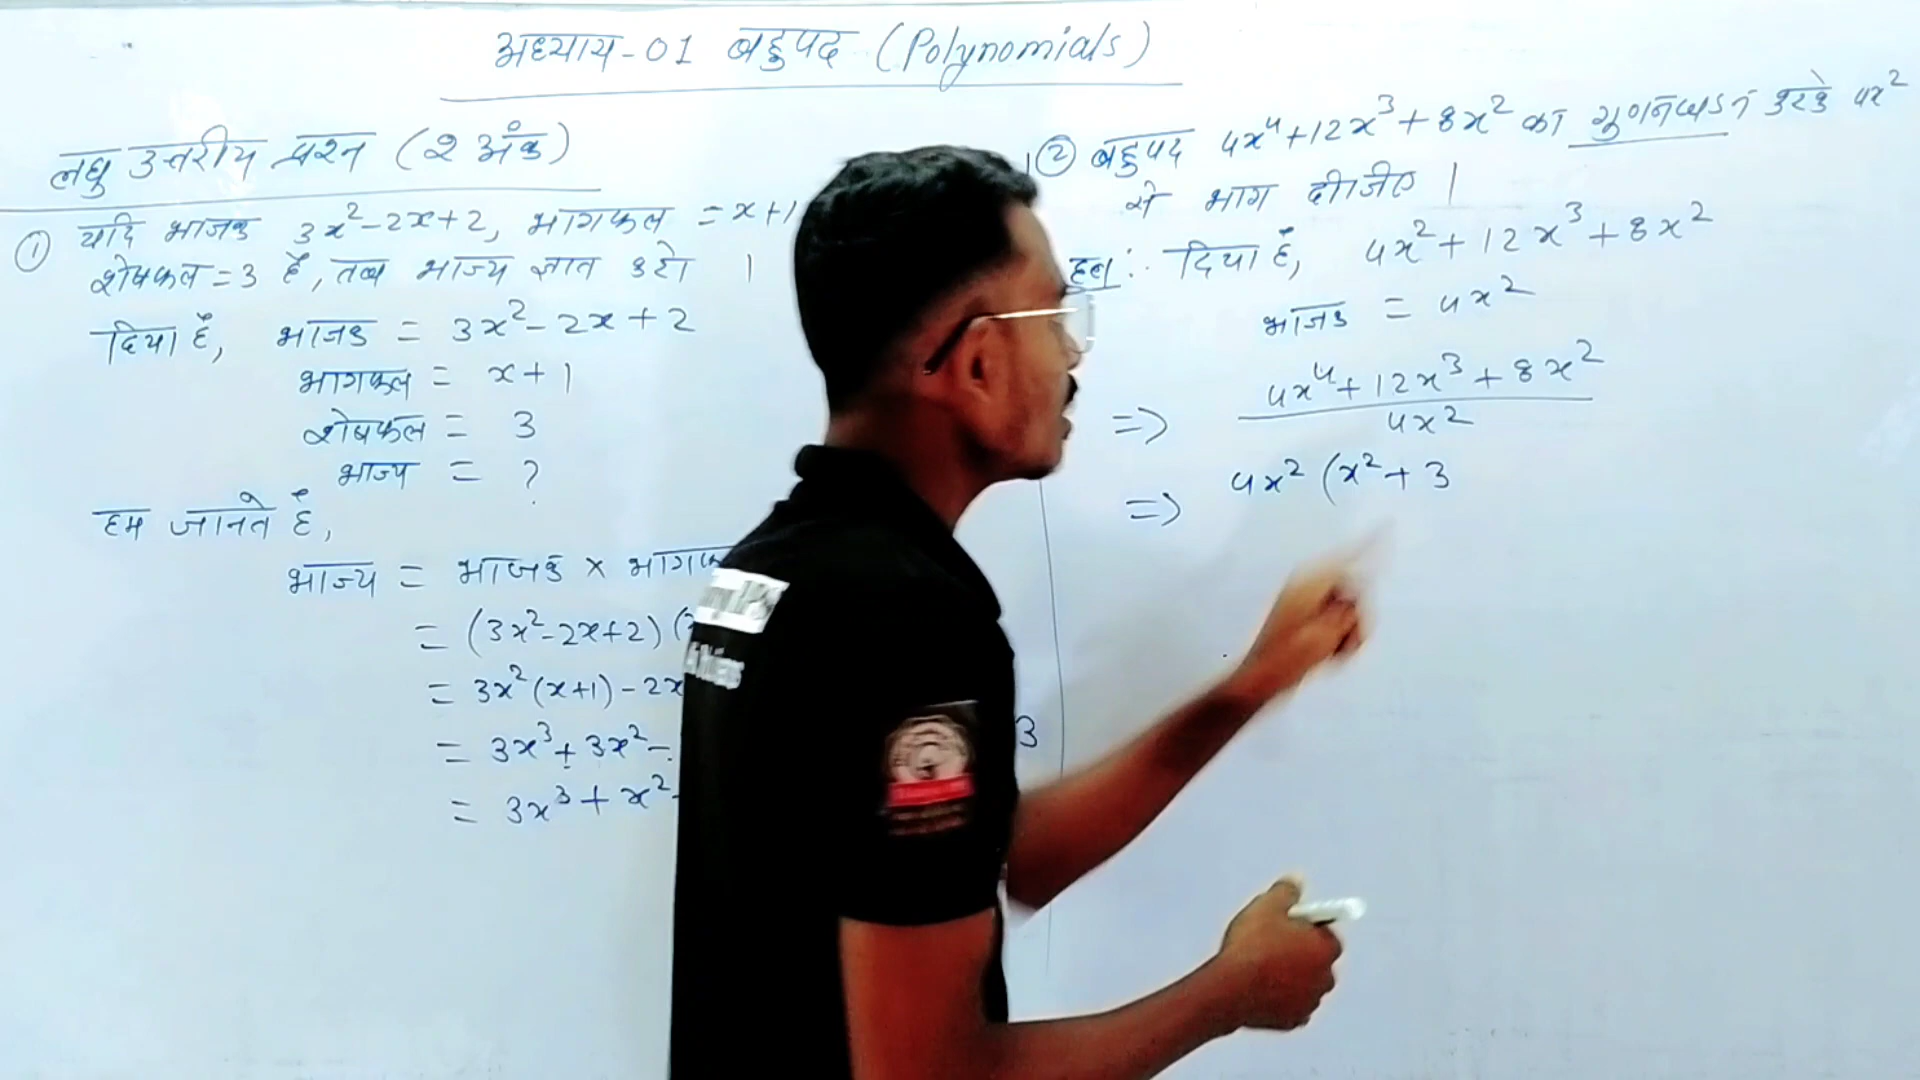 अध्याय-01 बहुपद (Polynomials)
लघु उत्तरीय प्रश्न (2 अंक)
① यदि भाजक 3x²-2x+2, भागफल = x+1
शेषफल = 3 है, तब भाज्य ज्ञात करो ।
दिया है, भाजक = 3x²-2x+2
भागफल = x+1
शेषफल = 3
भाज्य = ?
हम जानते है,
भाज्य = भाजक × भागफ
= (3x²-2x+2) (
= 3x²(x+1) - 2x
= 3x³+3x²- 3
= 3x³+x²-
② बहुपद 4x⁴+12x³+8x² का गुणनखण्डन करके 4x²
से भाग दीजिए ।
हल:. दिया है, 4x²+12x³+8x²
भाजक = 4x²
=> 4x⁴+12x³+8x²
4x²
=> 4x² (x²+3